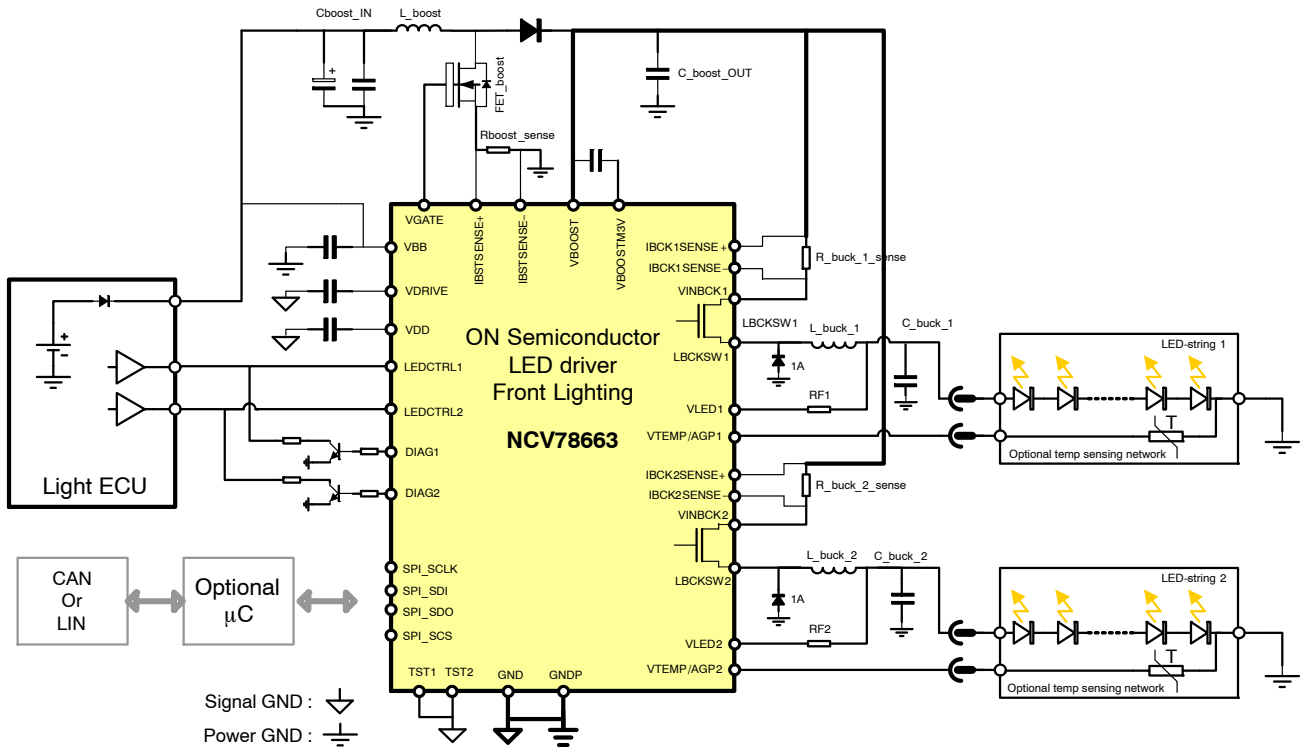 Cboost_IN
L_boost
C_boost_OUT
FET_boost
Rboost_sense
VGATE
IBSTSENSE+
IBSTSENSE−
VBOOST
VBOOSTM3V
VBB
VDRIVE
VDD
LEDCTRL1
LEDCTRL2
DIAG1
DIAG2
SPI_SCLK
SPI_SDI
SPI_SDO
SPI_SCS
TST1
TST2
GND
GNDP
ON Semiconductor
LED driver
Front Lighting
NCV78663
IBCK1SENSE+
IBCK1SENSE−
VINBCK1
LBCKSW1
LBCKSW1
VLED1
VTEMP/AGP1
IBCK2SENSE+
IBCK2SENSE−
VINBCK2
LBCKSW2
VLED2
VTEMP/AGP2
R_buck_1_sense
L_buck_1
C_buck_1
1A
RF1
R_buck_2_sense
L_buck_2
C_buck_2
1A
RF2
LED-string 1
T
Optional temp sensing network
LED-string 2
T
Optional temp sensing network
+
+
−
Light ECU
CAN
Or
LIN
Optional
μC
Signal GND :
Power GND :